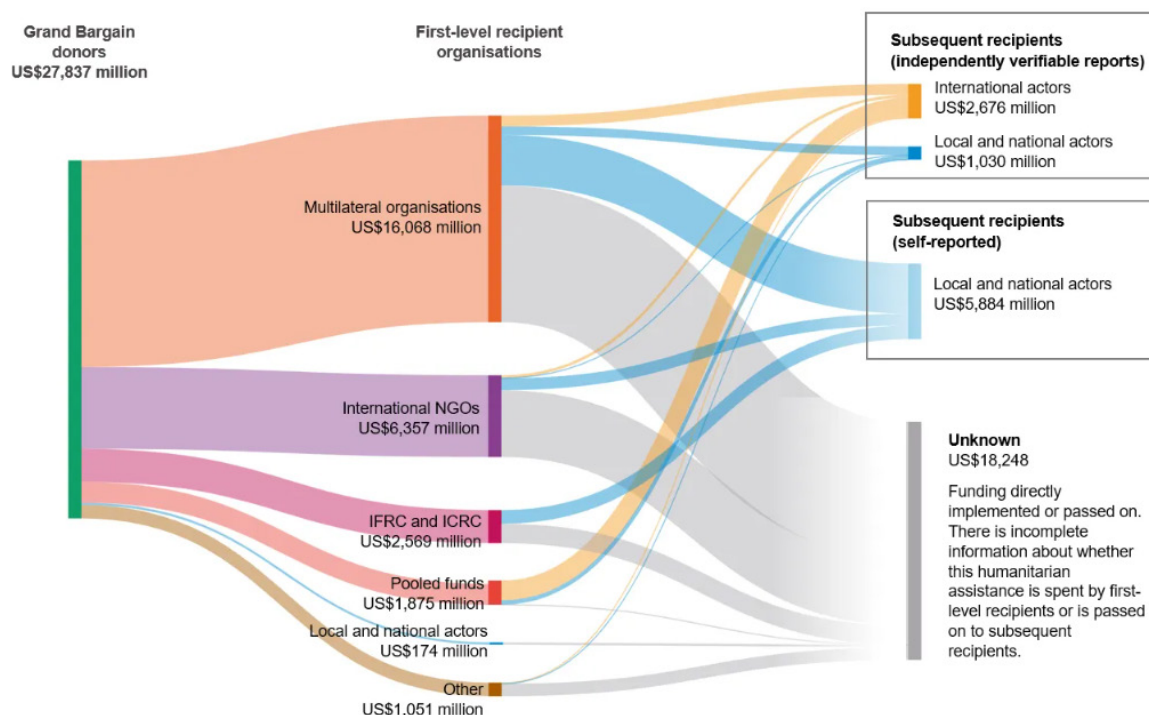 Grand Bargain
donors
US$27,837 million
First-level recipient
organisations
Multilateral organisations
US$16,068 million
International NGOs
US$6,357 million
IFRC and ICRC
US$2,569 million
Pooled funds
US$1,875 million
Local and national actors
US$174 million
Other
US$1,051 million
Subsequent recipients
(independently verifiable reports)
International actors
US$2,676 million
Local and national actors
US$1,030 million
Subsequent recipients
(self-reported)
Local and national actors
US$5,884 million
Unknown
US$18,248
Funding directly
implemented or passed on.
There is incomplete
information about whether
this humanitarian
assistance is spent by first-
level recipients or is passed
on to subsequent
recipients.